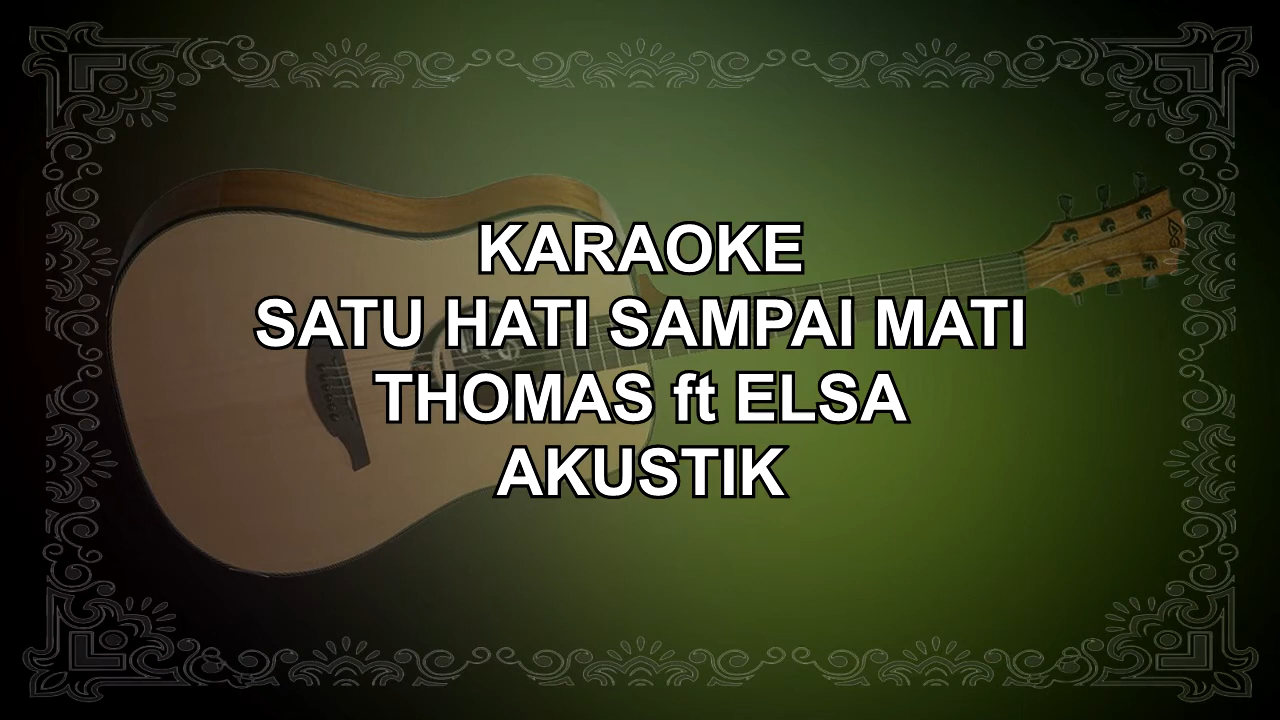 KARAOKE
SATU HATI SAMPAI MATI
THOMAS ft ELSA
AKUSTIK